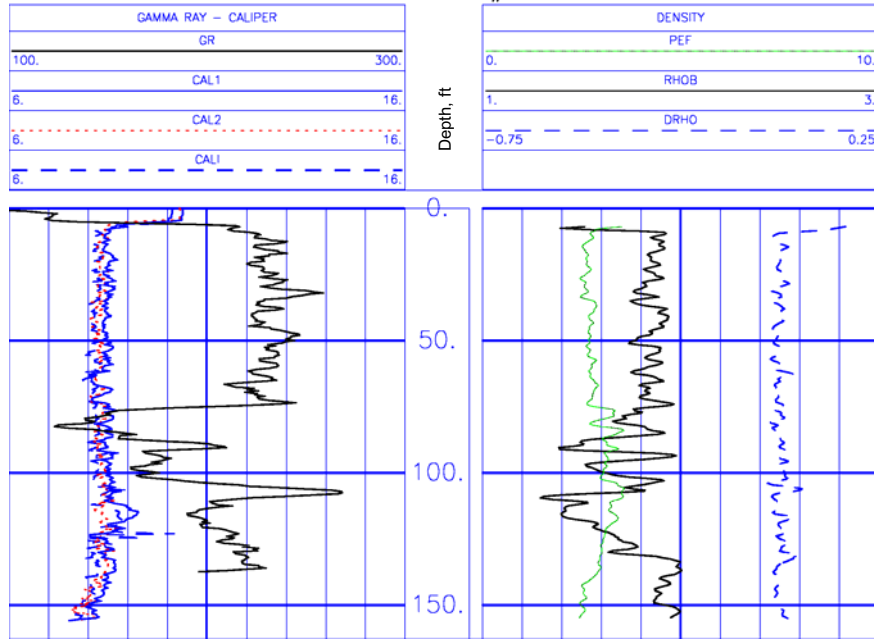 GAMMA RAY – CALIPER
GR
100. 300.
CAL1
6. 16.
CAL2
6. 16.
CALI
6. 16.
Depth, ft
DENSITY
PEF
0. 10.
RHOB
1. 3.
DRHO
-0.75 0.25
0.
50.
100.
150.